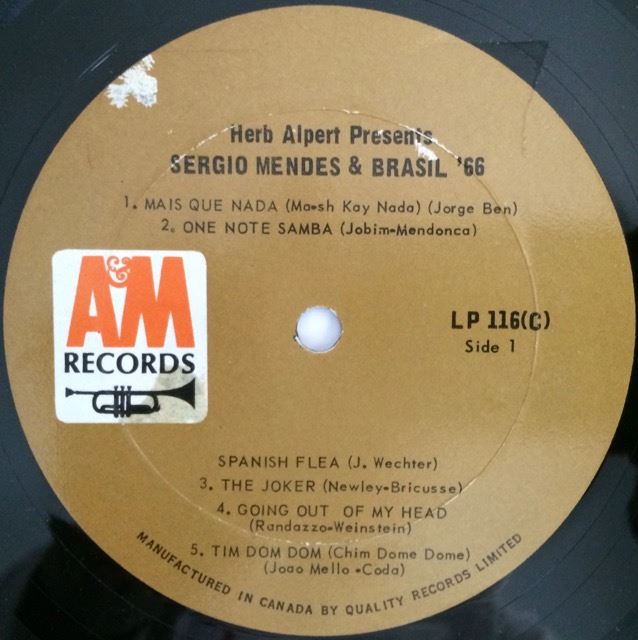 Herb Alpert Presents
SERGIO MENDES & BRASIL '66
1. MAIS QUE NADA (Ma-sh Kay Nada) (Jorge Ben)
2. ONE NOTE SAMBA (Jobim-Mendonca)
A&M
RECORDS
LP 116(C)
Side 1
SPANISH FLEA (J. Wechter)
3. THE JOKER (Newley-Bricusse)
4. GOING OUT OF MY HEAD
(Randazzo-Weinstein)
5. TIM DOM DOM (Chim Dome Dome)
(Joao Mello -Coda)
MANUFACTURED IN CANADA BY QUALITY RECORDS LIMITED